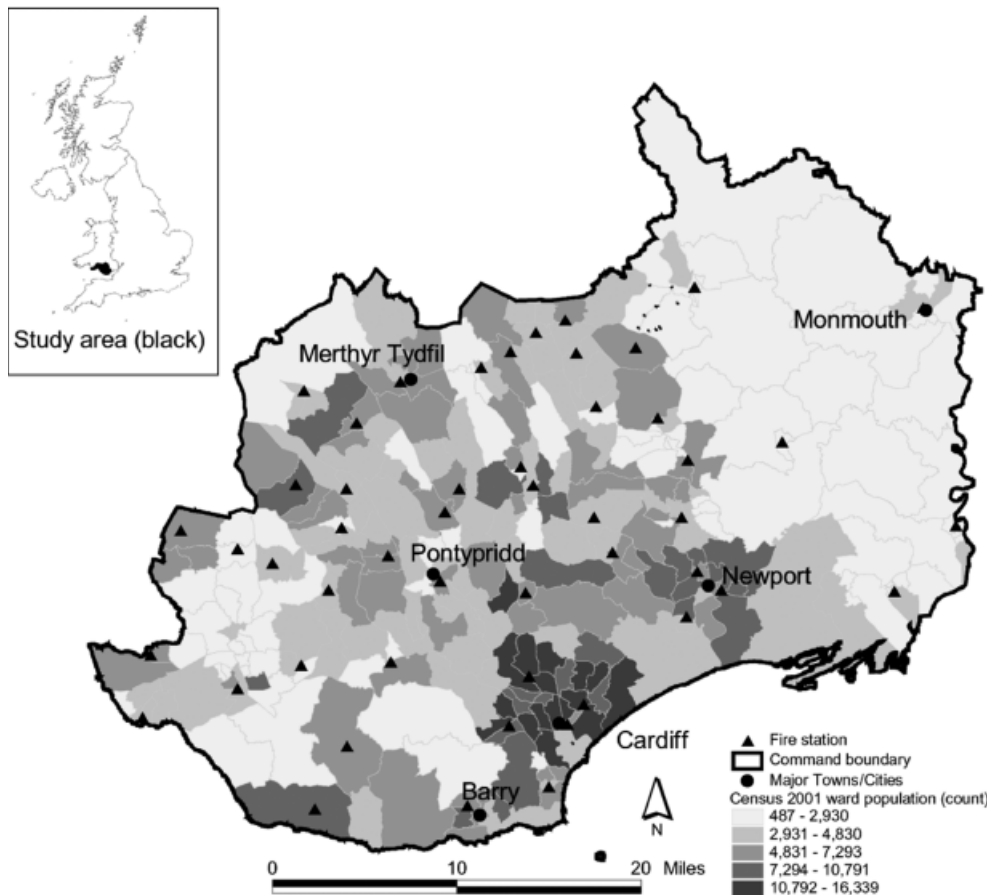 Study area (black)
Monmouth
Merthyr Tydfil
Pontypridd
Newport
Cardiff
Barry
N
0 10 20 Miles
Fire station
Command boundary
Major Towns/Cities
Census 2001 ward population (count)
487 - 2,930
2,931 - 4,830
4,831 - 7,293
7,294 - 10,791
10,792 - 16,339